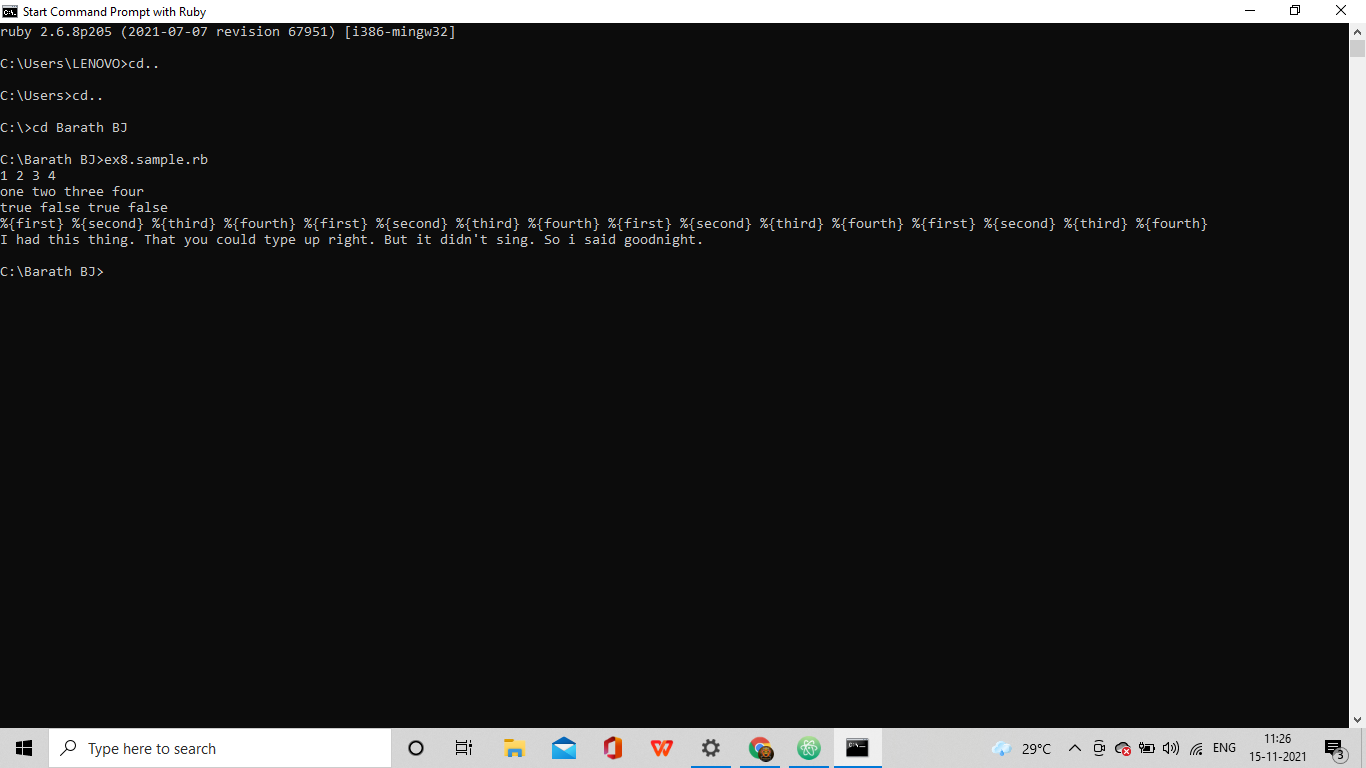 Start Command Prompt with Ruby
ruby 2.6.8p205 (2021-07-07 revision 67951) [i386-mingw32]
C:\Users\LENOVO>cd..
C:\Users>cd..
C:\>cd Barath BJ
C:\Barath BJ>ex8.sample.rb
1 2 3 4
one two three four
true false true false
%{first} %{second} %{third} %{fourth} %{first} %{second} %{third} %{fourth} %{first} %{second} %{third} %{fourth} %{first} %{second} %{third} %{fourth}
I had this thing. That you could type up right. But it didn't sing. So i said goodnight.
C:\Barath BJ>
Type here to search
29°C
ENG
11:26
15-11-2021
3